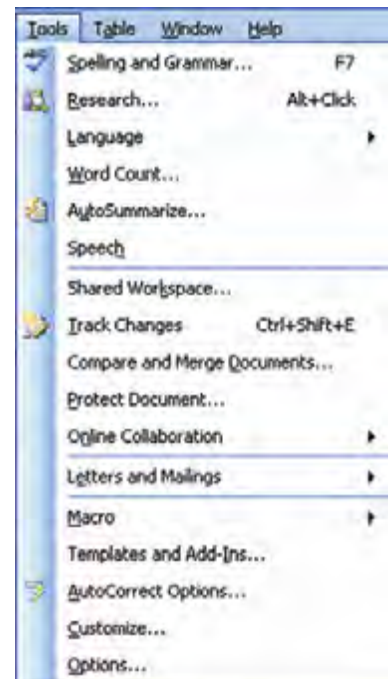 Tools Table Window Help
Spelling and Grammar... F7
Research... Alt+Click
Language
Word Count...
AutoSummarize...
Speech
Shared Workspace...
Track Changes Ctrl+Shift+E
Compare and Merge Documents...
Protect Document...
Online Collaboration
Letters and Mailings
Macro
Templates and Add-Ins...
AutoCorrect Options...
Customize...
Options...